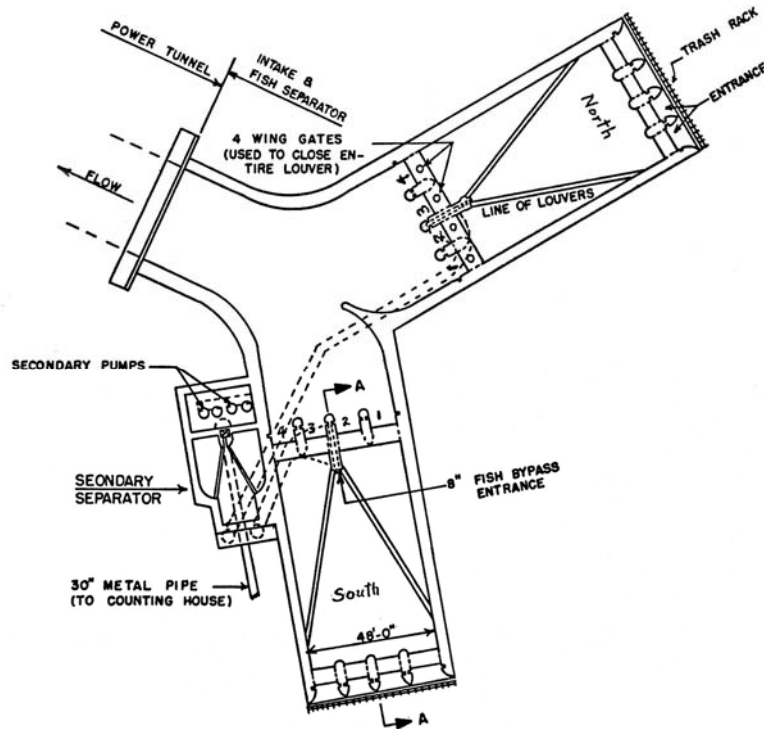 POWER TUNNEL
INTAKE &
FISH SEPARATOR
TRASH RACK
ENTRANCE
North
4 WING GATES
(USED TO CLOSE EN-
TIRE LOUVER)
FLOW
4
3
2
1
LINE OF LOUVERS
SECONDARY PUMPS
A
4 3 2 1
SEONDARY
SEPARATOR
8" FISH BYPASS
ENTRANCE
30" METAL PIPE
(TO COUNTING HOUSE)
South
48'-0"
A